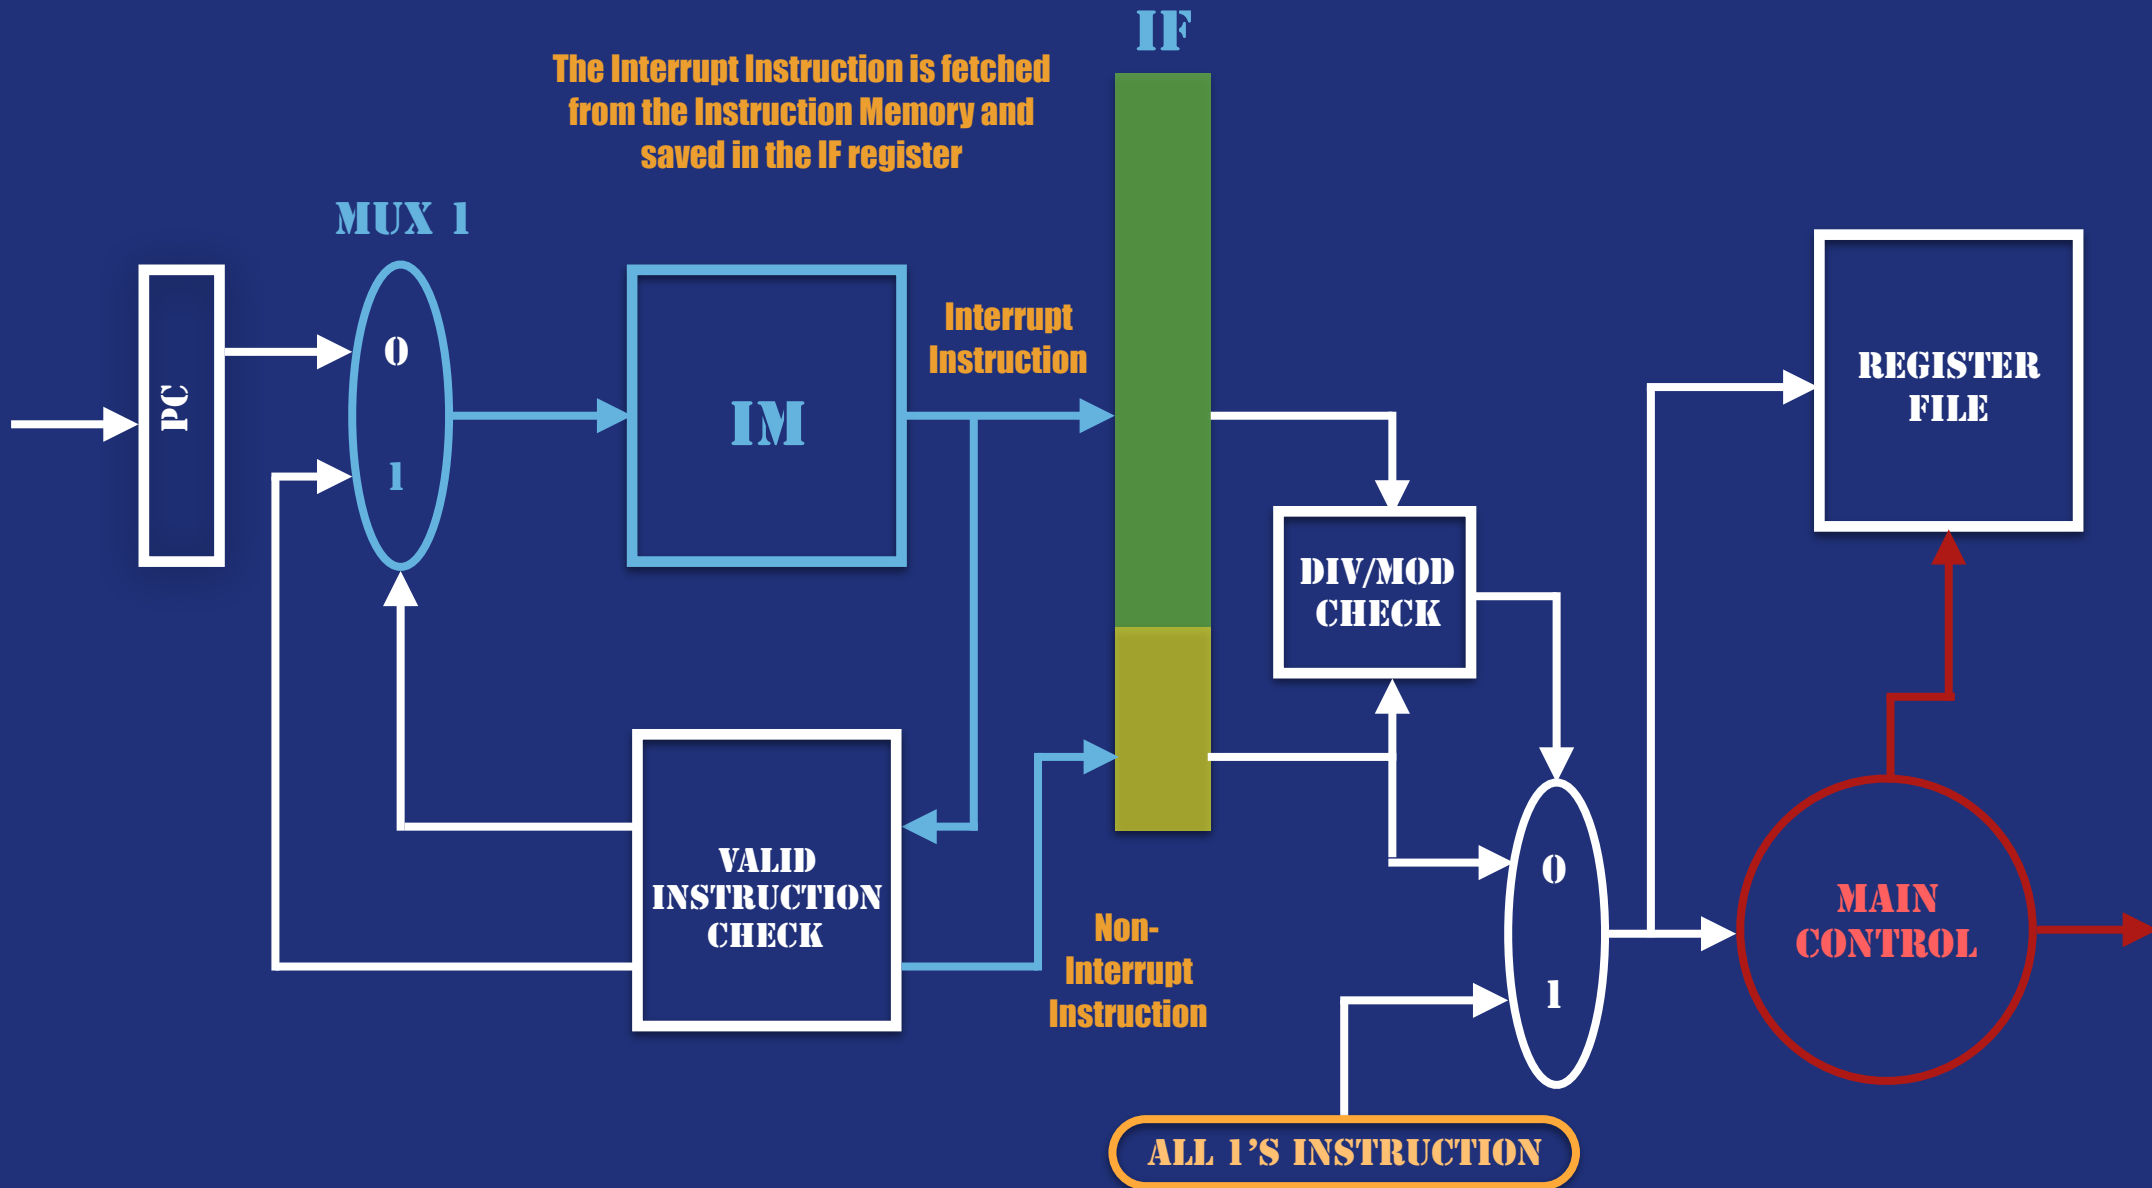 IF
The Interrupt Instruction is fetched
from the Instruction Memory and
saved in the IF register
MUX 1
PC
0
1
IM
Interrupt
Instruction
REGISTER
FILE
DIV/MOD
CHECK
VALID
INSTRUCTION
CHECK
Non-
Interrupt
Instruction
0
1
MAIN
CONTROL
ALL 1’S INSTRUCTION